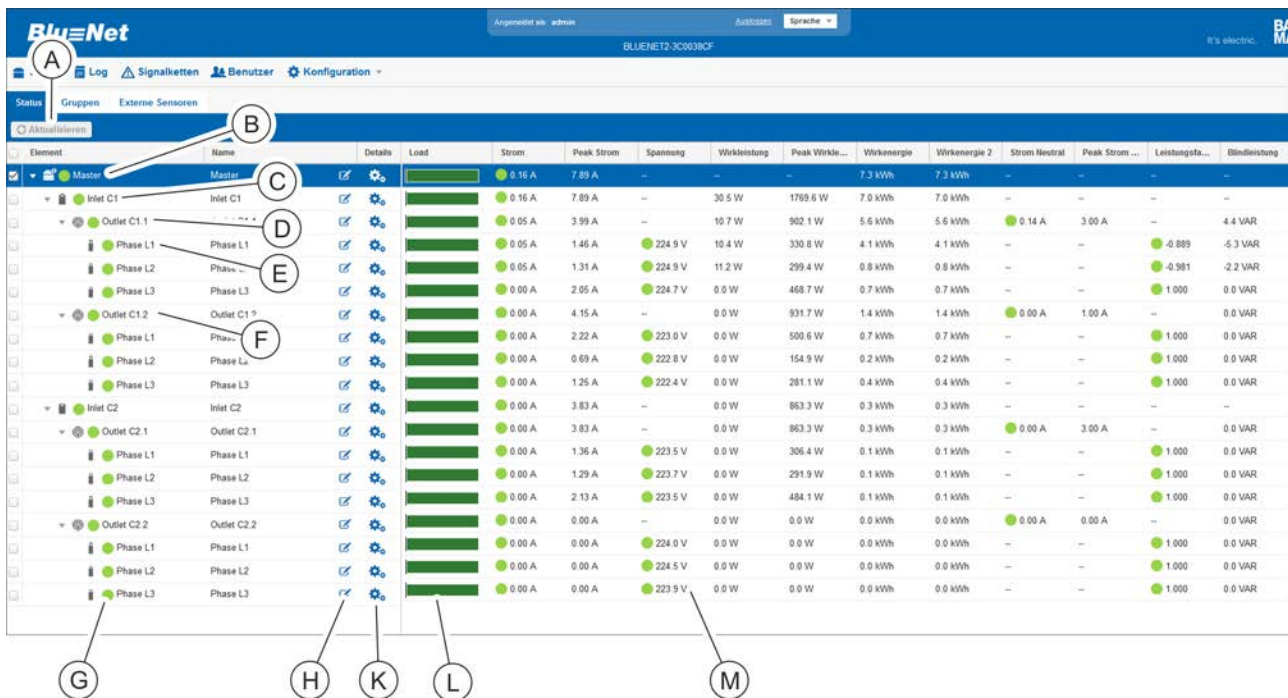 Blu≡Net
Angemeldet als: admin Ausloggen Sprache
BLUENET2-3C0038CF
It's electric.
A
Log Signalketten Benutzer Konfiguration
Status Gruppen Externe Sensoren
Aktualisieren
B
Element Name Details Load Strom Peak Strom Spannung Wirkleistung Peak Wirkle... Wirkenergie Wirkenergie 2 Strom Neutral Peak Strom ... Leistungsfa... Blindleistung
Master Master 0.16 A 7.89 A -- -- -- 7.3 kWh 7.3 kWh -- -- -- --
C
Inlet C1 Inlet C1 0.16 A 7.89 A -- 30.5 W 1769.6 W 7.0 kWh 7.0 kWh -- -- -- --
Outlet C1.1 D 0.05 A 3.99 A -- 10.7 W 902.1 W 5.6 kWh 5.6 kWh 0.14 A 3.00 A -- 4.4 VAR
Phase L1 Phase L1 0.05 A 1.46 A 224.9 V 10.4 W 330.8 W 4.1 kWh 4.1 kWh -- -- -0.889 -5.3 VAR
Phase L2 E 0.05 A 1.31 A 224.9 V 11.2 W 299.4 W 0.8 kWh 0.8 kWh -- -- -0.981 -2.2 VAR
Phase L3 Phase L3 0.00 A 2.05 A 224.7 V 0.0 W 468.7 W 0.7 kWh 0.7 kWh -- -- 1.000 0.0 VAR
Outlet C1.2 Outlet C1.2 0.00 A 4.15 A -- 0.0 W 931.7 W 1.4 kWh 1.4 kWh 0.00 A 1.00 A -- 0.0 VAR
Phase L1 F 0.00 A 2.22 A 223.0 V 0.0 W 500.6 W 0.7 kWh 0.7 kWh -- -- 1.000 0.0 VAR
Phase L2 Phase L2 0.00 A 0.69 A 222.8 V 0.0 W 154.9 W 0.2 kWh 0.2 kWh -- -- 1.000 0.0 VAR
Phase L3 Phase L3 0.00 A 1.25 A 222.4 V 0.0 W 281.1 W 0.4 kWh 0.4 kWh -- -- 1.000 0.0 VAR
Inlet C2 Inlet C2 0.00 A 3.83 A -- 0.0 W 863.3 W 0.3 kWh 0.3 kWh -- -- -- --
Outlet C2.1 Outlet C2.1 0.00 A 3.83 A -- 0.0 W 863.3 W 0.3 kWh 0.3 kWh 0.00 A 3.00 A -- 0.0 VAR
Phase L1 Phase L1 0.00 A 1.36 A 223.5 V 0.0 W 306.4 W 0.1 kWh 0.1 kWh -- -- 1.000 0.0 VAR
Phase L2 Phase L2 0.00 A 1.29 A 223.7 V 0.0 W 291.9 W 0.1 kWh 0.1 kWh -- -- 1.000 0.0 VAR
Phase L3 Phase L3 0.00 A 2.13 A 223.5 V 0.0 W 484.1 W 0.1 kWh 0.1 kWh -- -- 1.000 0.0 VAR
Outlet C2.2 Outlet C2.2 0.00 A 0.00 A -- 0.0 W 0.0 W 0.0 kWh 0.0 kWh 0.00 A 0.00 A -- 0.0 VAR
Phase L1 Phase L1 0.00 A 0.00 A 224.0 V 0.0 W 0.0 W 0.0 kWh 0.0 kWh -- -- 1.000 0.0 VAR
Phase L2 Phase L2 0.00 A 0.00 A 224.5 V 0.0 W 0.0 W 0.0 kWh 0.0 kWh -- -- 1.000 0.0 VAR
Phase L3 Phase L3 0.00 A 0.00 A 223.9 V 0.0 W 0.0 W 0.0 kWh 0.0 kWh -- -- 1.000 0.0 VAR
G H K L M